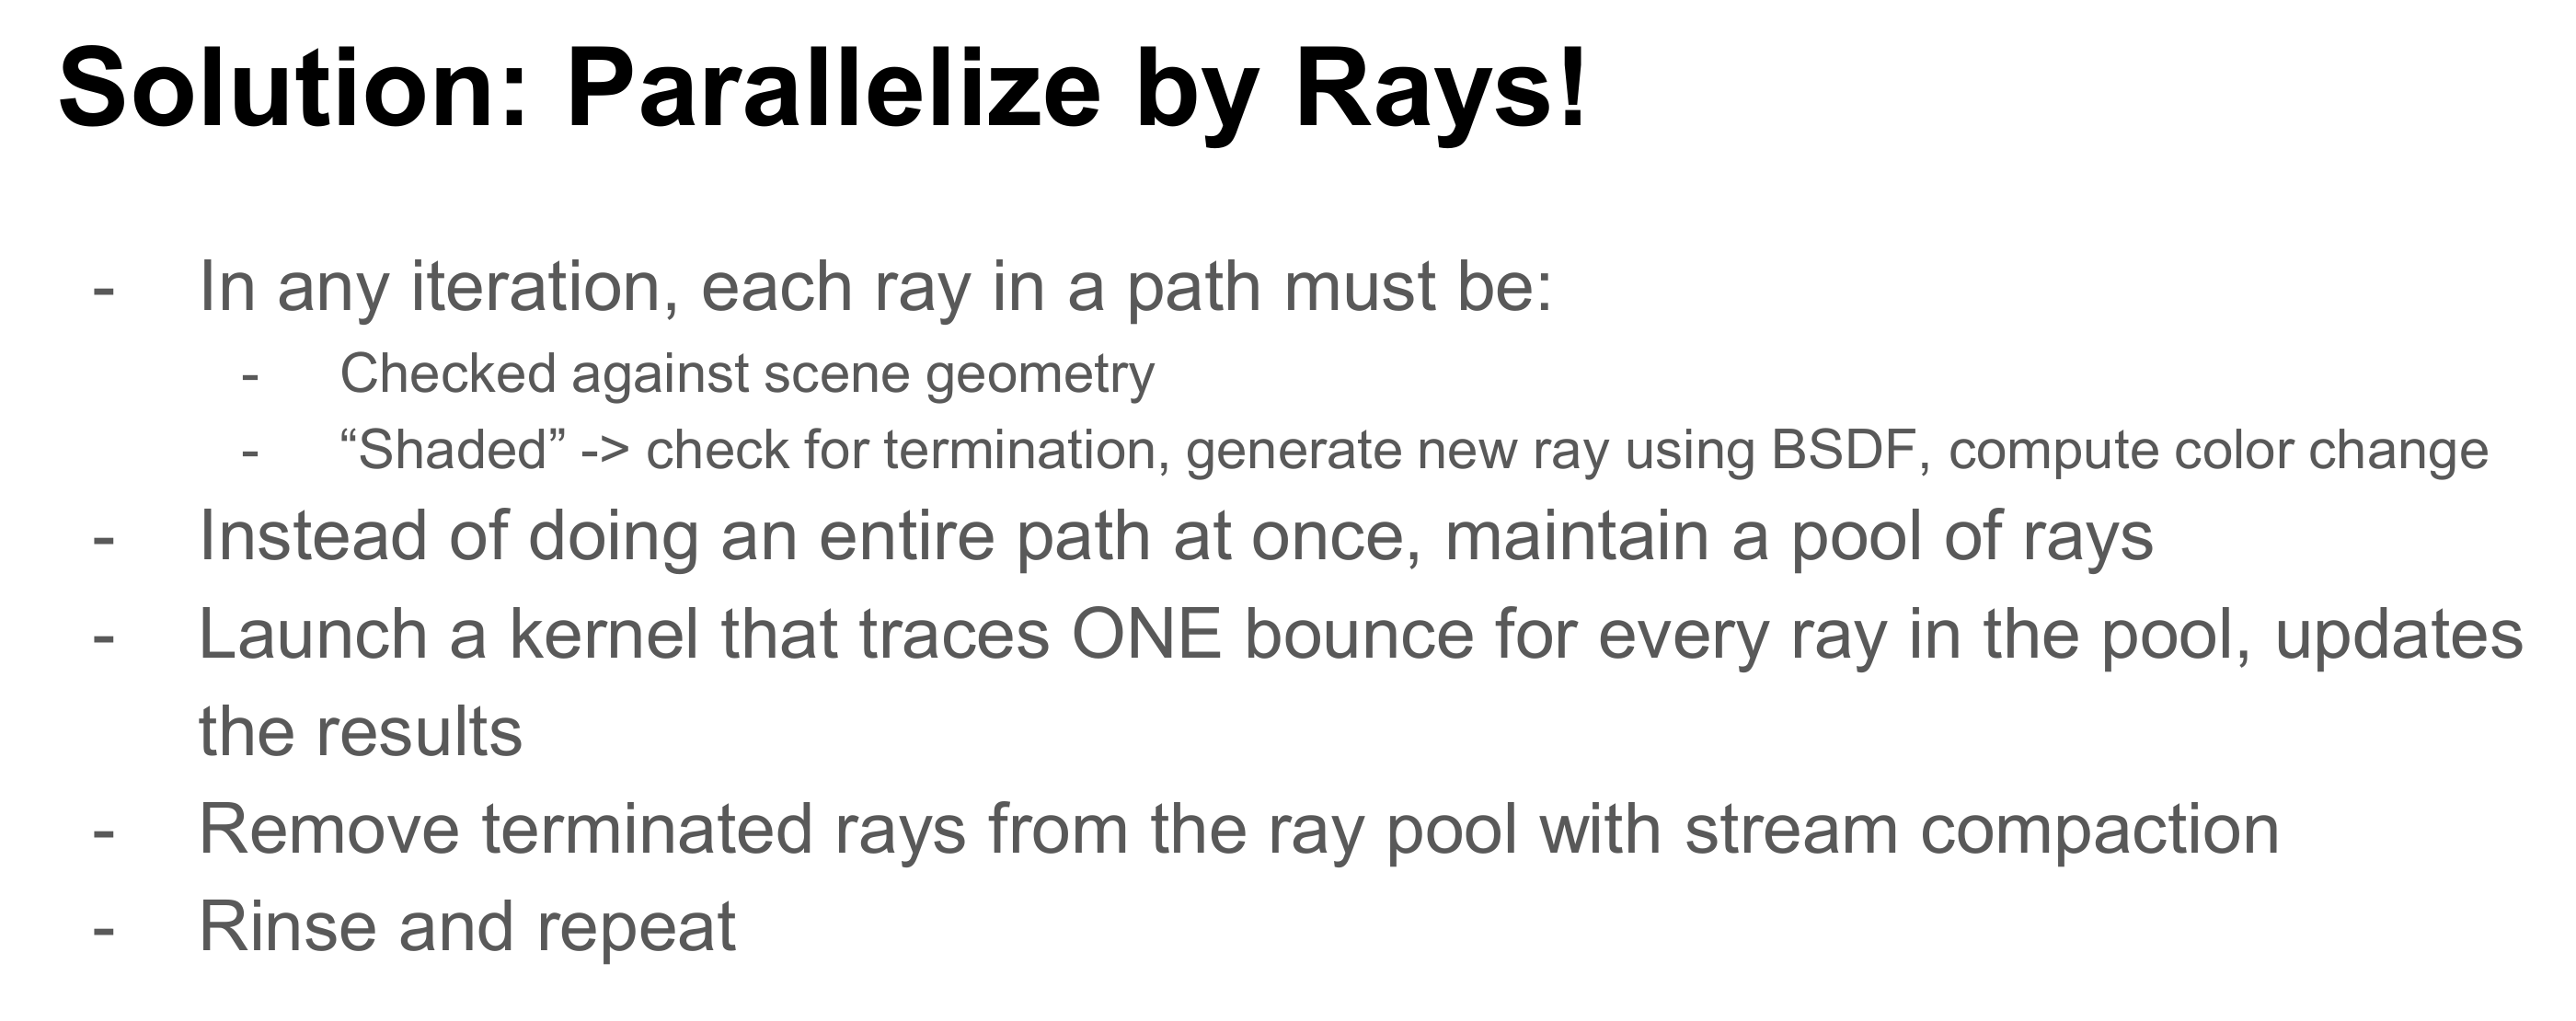 Solution: Parallelize by Rays!
- In any iteration, each ray in a path must be:
- Checked against scene geometry
- “Shaded” -> check for termination, generate new ray using BSDF, compute color change
- Instead of doing an entire path at once, maintain a pool of rays
- Launch a kernel that traces ONE bounce for every ray in the pool, updates
the results
- Remove terminated rays from the ray pool with stream compaction
- Rinse and repeat